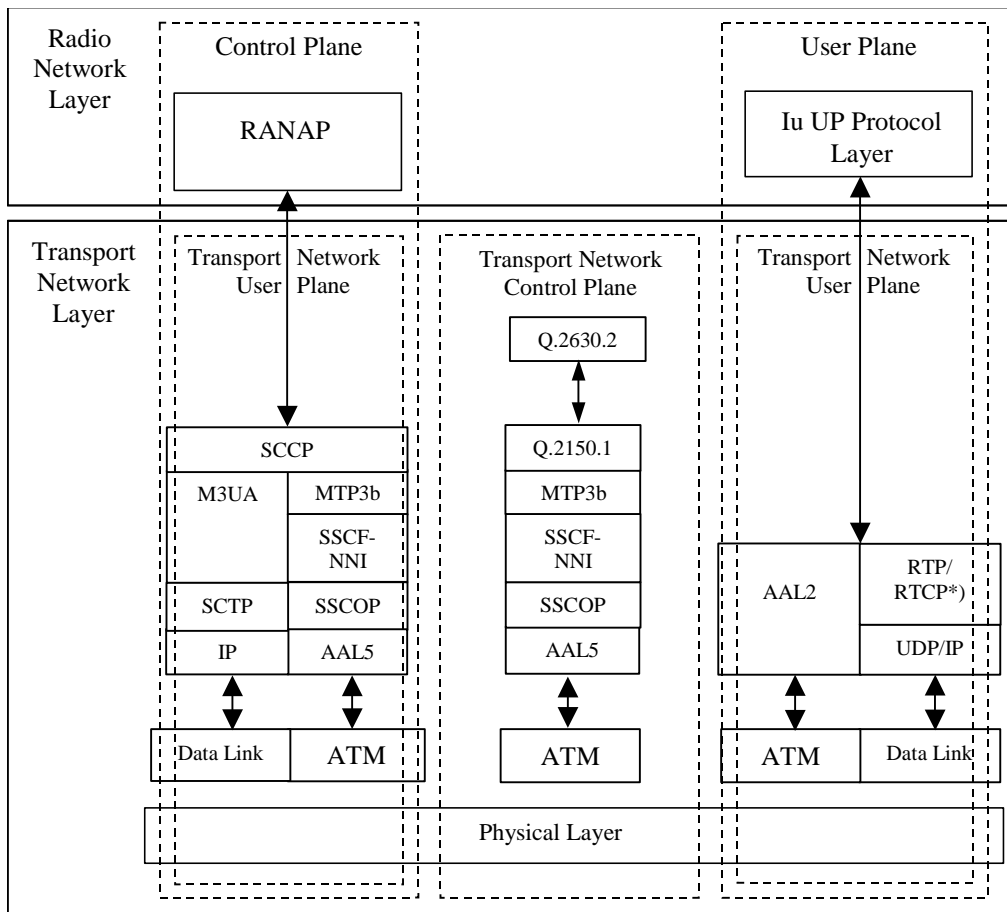 Radio
Network
Layer
Control Plane
User Plane
RANAP
Iu UP Protocol
Layer
Transport
Network
Layer
Transport Network
User Plane
Transport Network
Control Plane
Transport Network
User Plane
Q.2630.2
SCCP
M3UA
MTP3b
SSCF-
NNI
SCTP
SSCOP
IP
AAL5
Data Link
ATM
Q.2150.1
MTP3b
SSCF-
NNI
SSCOP
AAL5
ATM
AAL2
RTP/
RTCP*)
UDP/IP
ATM
Data Link
Physical Layer